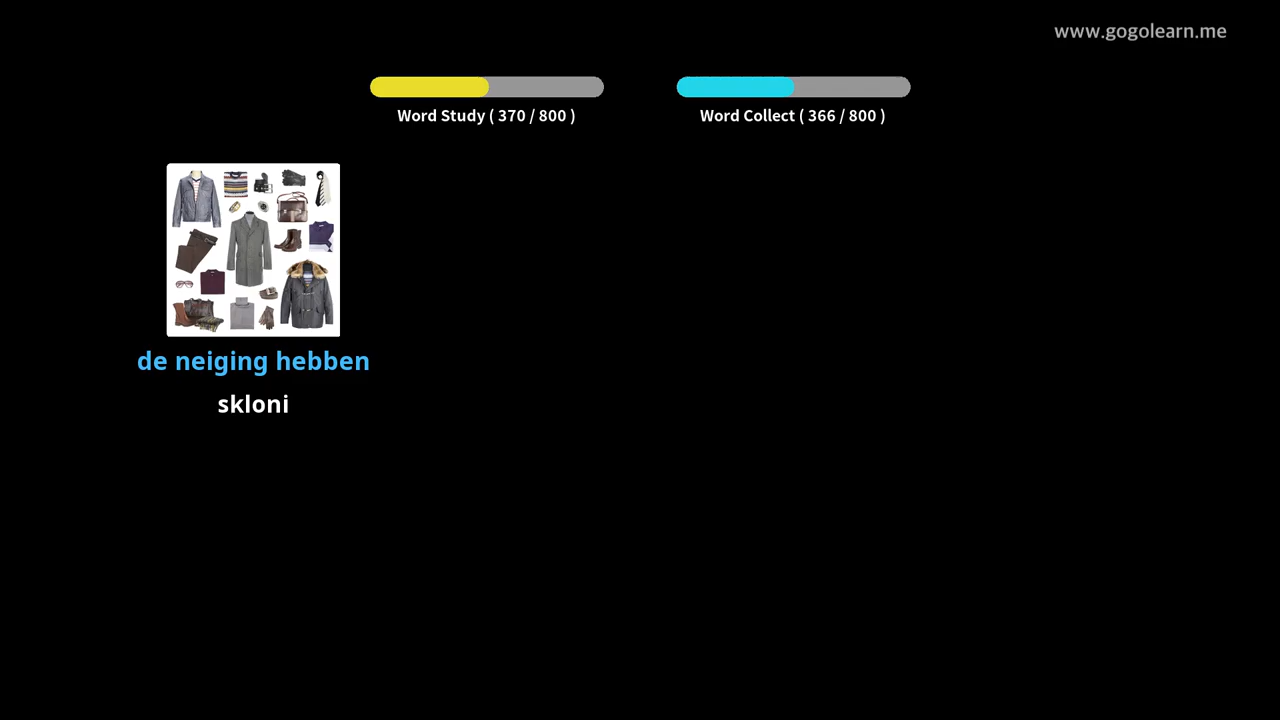 www.gogolearn.me
Word Study ( 370 / 800 )
Word Collect ( 366 / 800 )
de neiging hebben
skloni